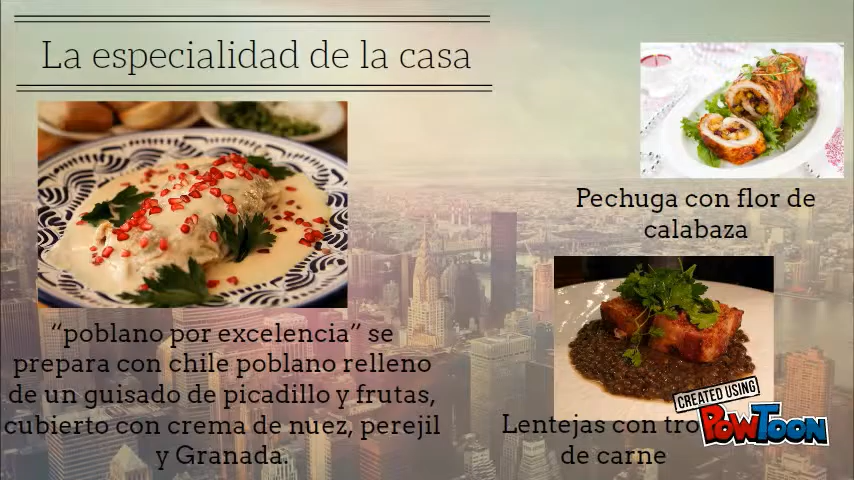 La especialidad de la casa
“poblano por excelencia” se
prepara con chile poblano relleno
de un guisado de picadillo y frutas,
cubierto con crema de nuez, perejil
y Granada.
Pechuga con flor de
calabaza
Lentejas con
de carne
CREATED USING
POWTOON